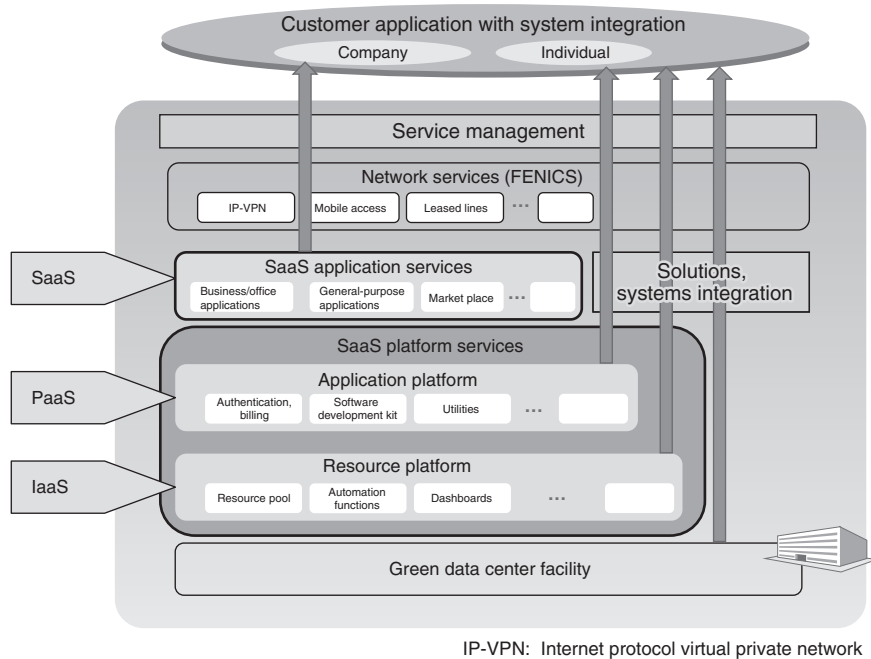 Customer application with system integration
Company
Individual
Service management
Network services (FENICS)
IP-VPN
Mobile access
Leased lines
...
SaaS
SaaS application services
Business/office
applications
General-purpose
applications
Market place
...
Solutions,
systems integration
SaaS platform services
PaaS
Application platform
Authentication,
billing
Software
development kit
Utilities
...
IaaS
Resource platform
Resource pool
Automation
functions
Dashboards
...
Green data center facility
IP-VPN: Internet protocol virtual private network